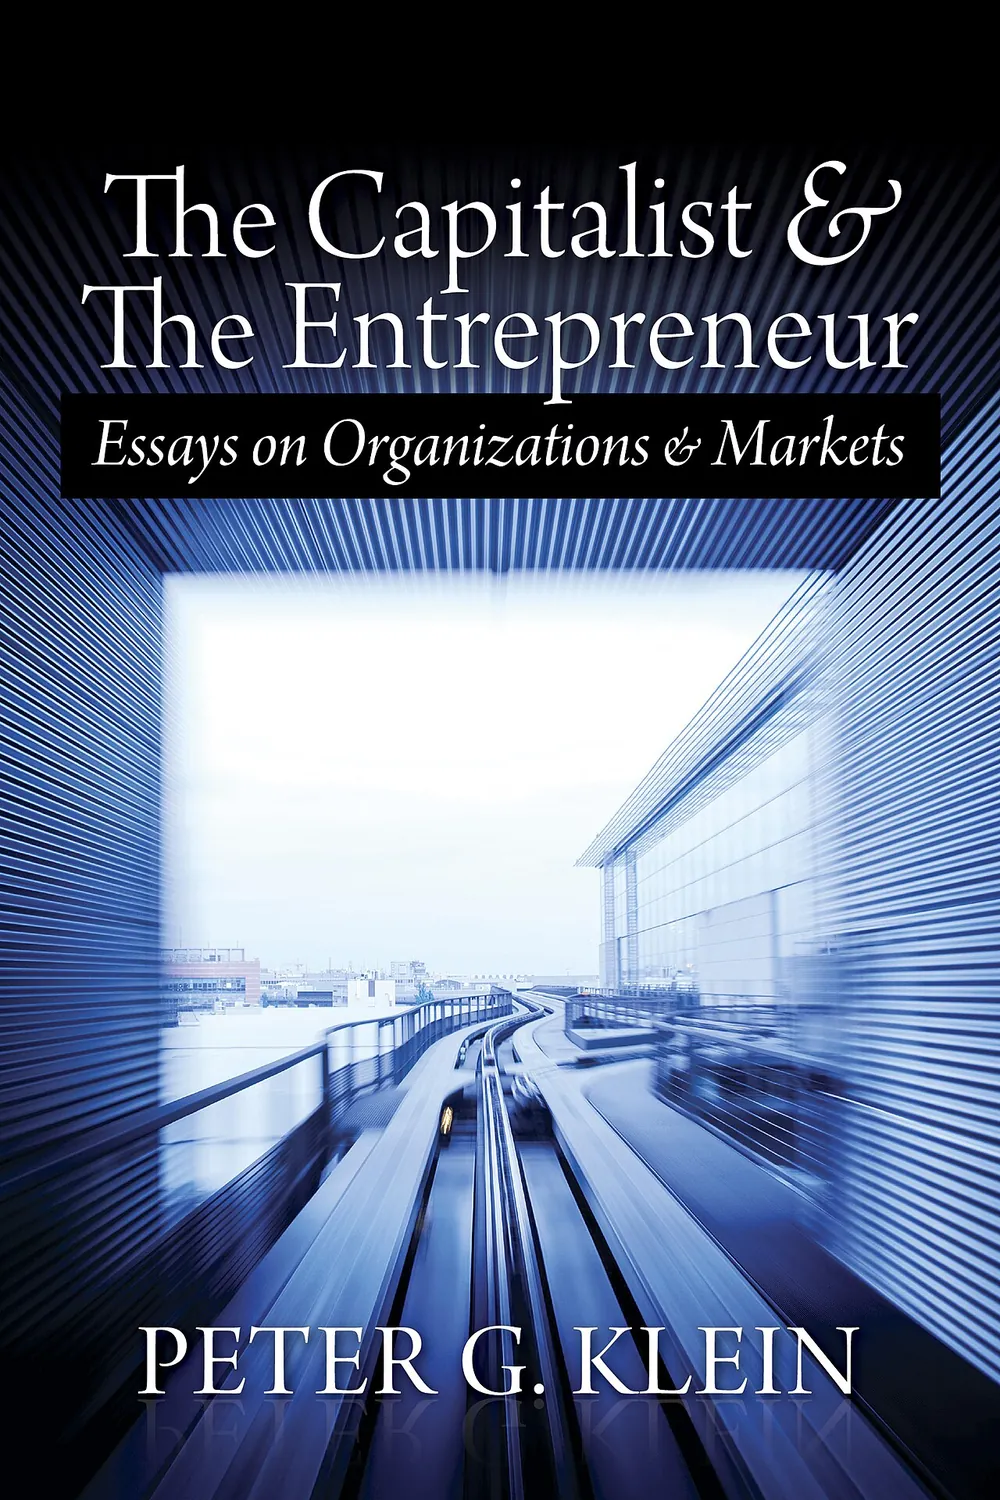 The Capitalist &
The Entrepreneur
Essays on Organizations & Markets
PETER G. KLEIN